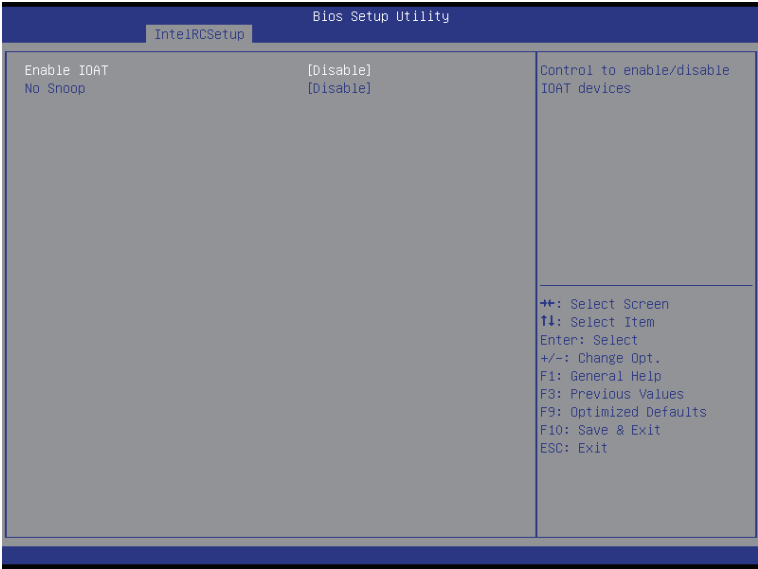 Bios Setup Utility
IntelRCSetup
Enable IOAT [Disable]
No Snoop [Disable]
Control to enable/disable
IOAT devices
→←: Select Screen
↑↓: Select Item
Enter: Select
+/-: Change Opt.
F1: General Help
F3: Previous Values
F9: Optimized Defaults
F10: Save & Exit
ESC: Exit